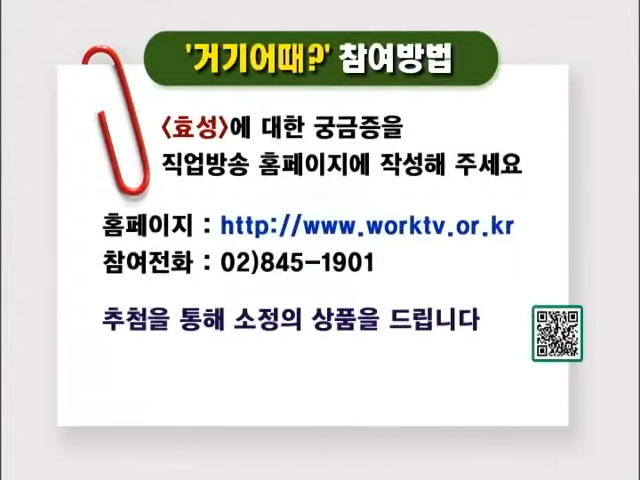 '거기어때?' 참여방법
<효성>에 대한 궁금증을
직업방송 홈페이지에 작성해 주세요
홈페이지 : http://www.worktv.or.kr
참여전화 : 02)845-1901
추첨을 통해 소정의 상품을 드립니다